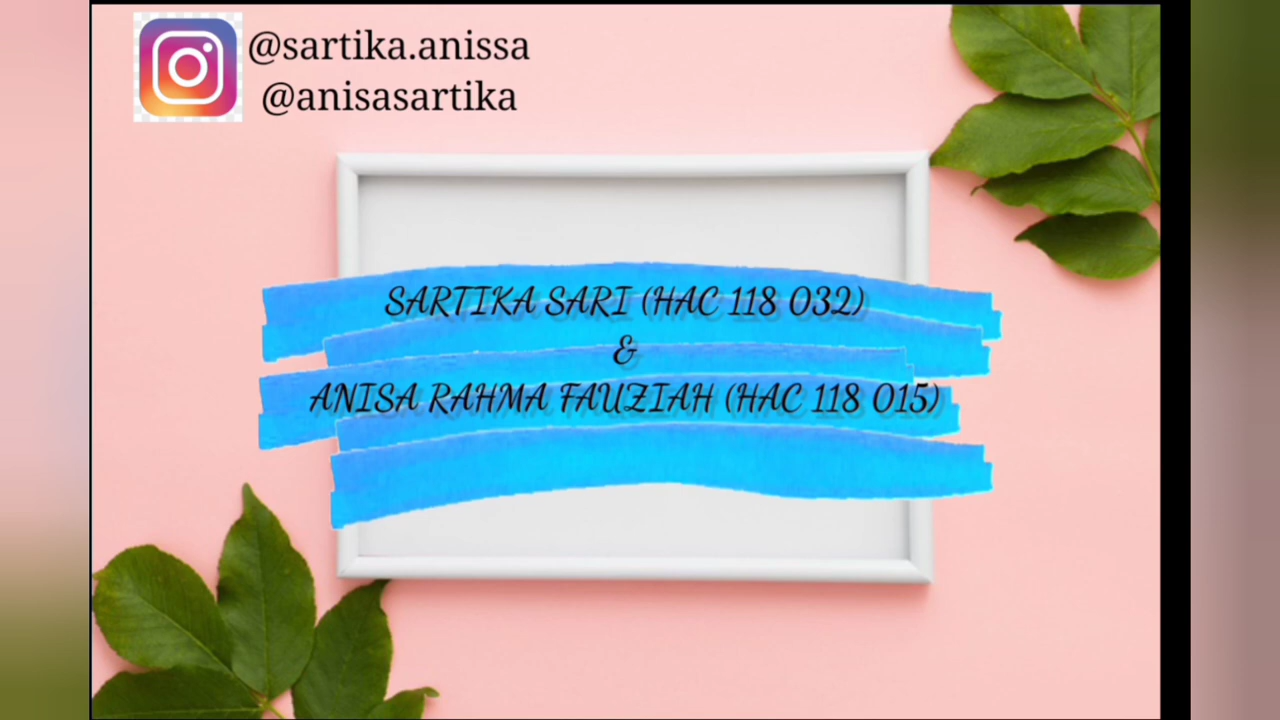 @sartika.anissa
@anisasartika
SARTIKA SARI (HAC 118 032)
&
ANISA RAHMA FAUZIAH (HAC 118 015)